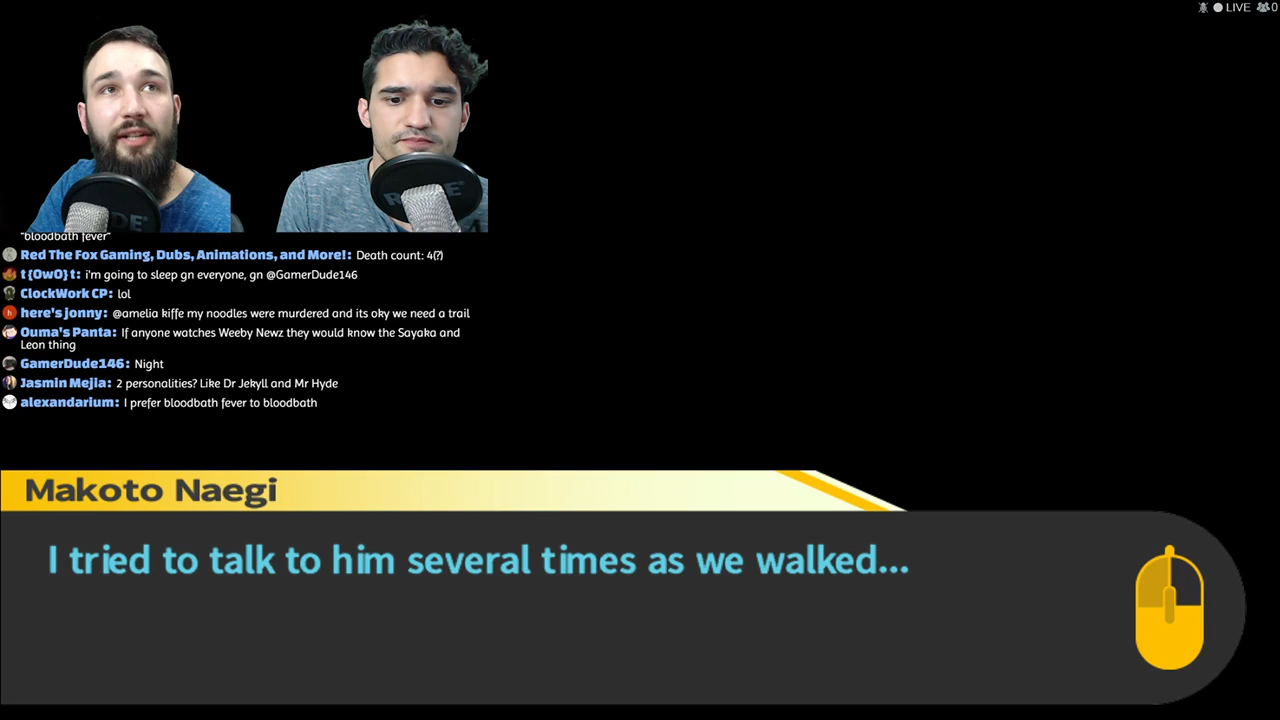 LIVE 0
"bloodbath fever"
Red The Fox Gaming, Dubs, Animations, and More!: Death count: 4(?)
t {OwO} t: i'm going to sleep gn everyone, gn @GamerDude146
ClockWork CP: lol
h here's jonny: @amelia kiffe my noodles were murdered and its oky we need a trail
Ouma's Panta: If anyone watches Weeby Newz they would know the Sayaka and
Leon thing
GamerDude146: Night
Jasmin Mejia: 2 personalities? Like Dr Jekyll and Mr Hyde
alexandarium: I prefer bloodbath fever to bloodbath
Makoto Naegi
I tried to talk to him several times as we walked...